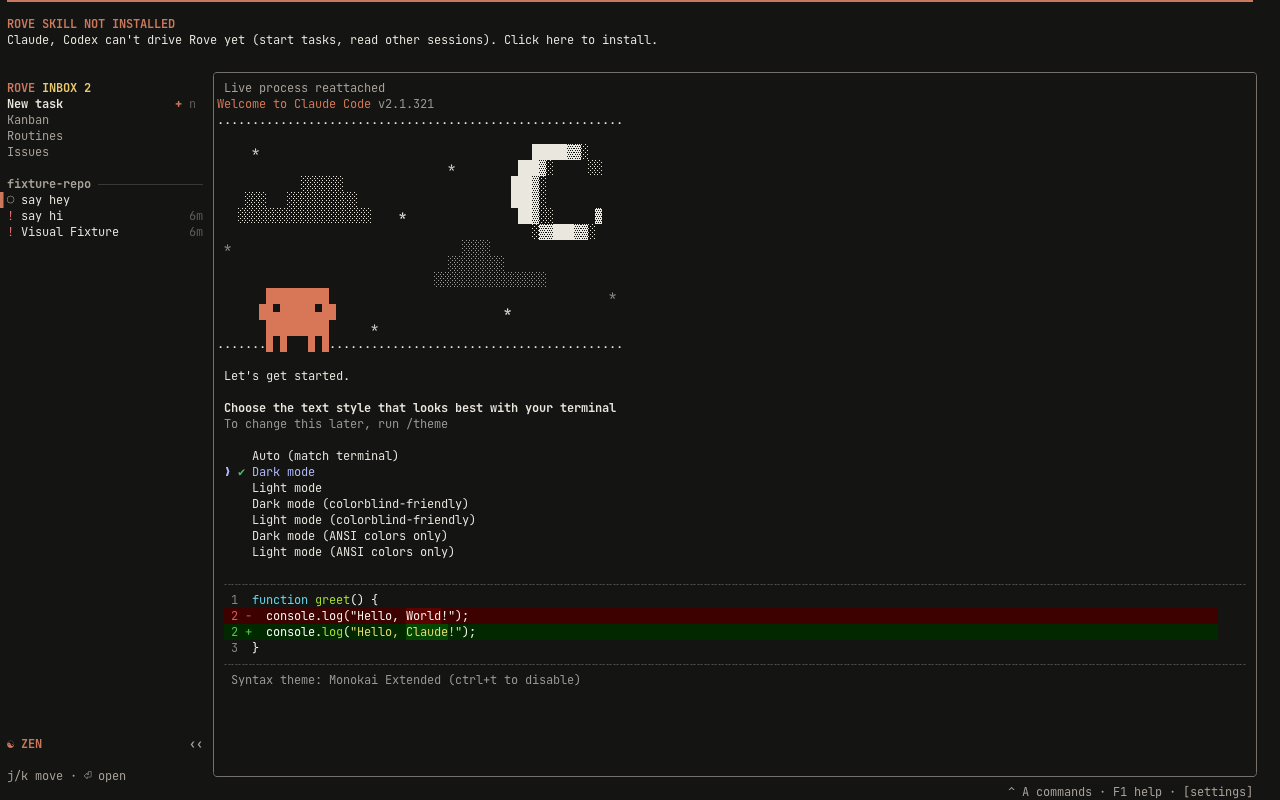 ROVE SKILL NOT INSTALLED
Claude, Codex can't drive Rove yet (start tasks, read other sessions). Click here to install.
ROVE INBOX 2
New task + n
Kanban
Routines
Issues
fixture-repo
say hey
! say hi 6m
! Visual Fixture 6m
☯ ZEN ‹‹
j/k move · ⏎ open
Live process reattached
Welcome to Claude Code v2.1.321
Let's get started.
Choose the text style that looks best with your terminal
To change this later, run /theme
Auto (match terminal)
❯ ✔ Dark mode
Light mode
Dark mode (colorblind-friendly)
Light mode (colorblind-friendly)
Dark mode (ANSI colors only)
Light mode (ANSI colors only)
1 function greet() {
2 - console.log("Hello, World!");
2 + console.log("Hello, Claude!");
3 }
Syntax theme: Monokai Extended (ctrl+t to disable)
^ A commands · F1 help · [settings]